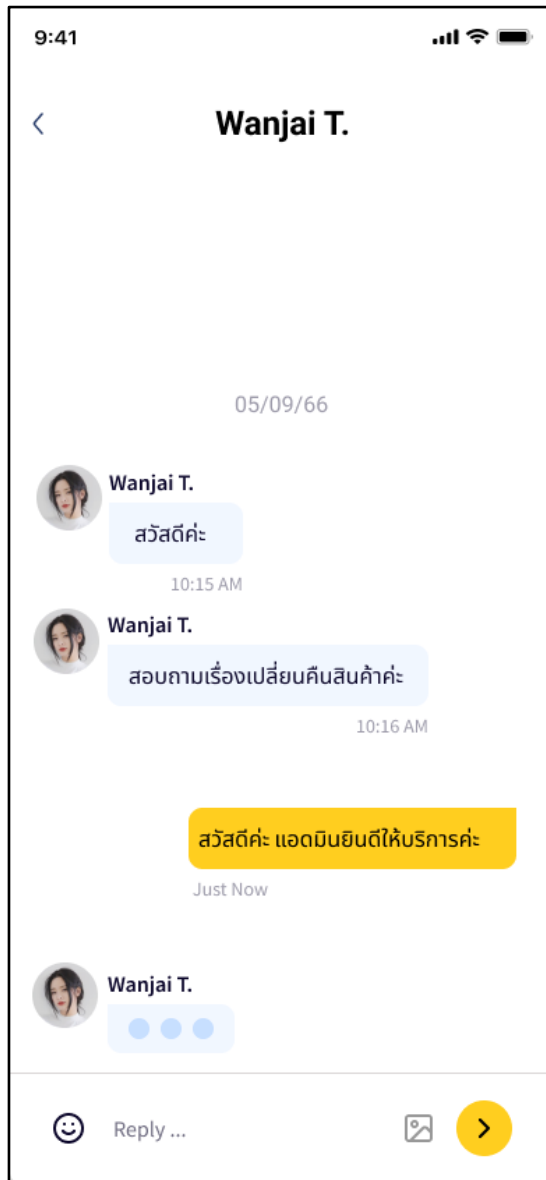 9:41
Wanjai T.
05/09/66
Wanjai T.
สวัสดีค่ะ
10:15 AM
Wanjai T.
สอบถามเรื่องเปลี่ยนคืนสินค้าค่ะ
10:16 AM
สวัสดีค่ะ แอดมินยินดีให้บริการค่ะ
Just Now
Wanjai T.
Reply ...